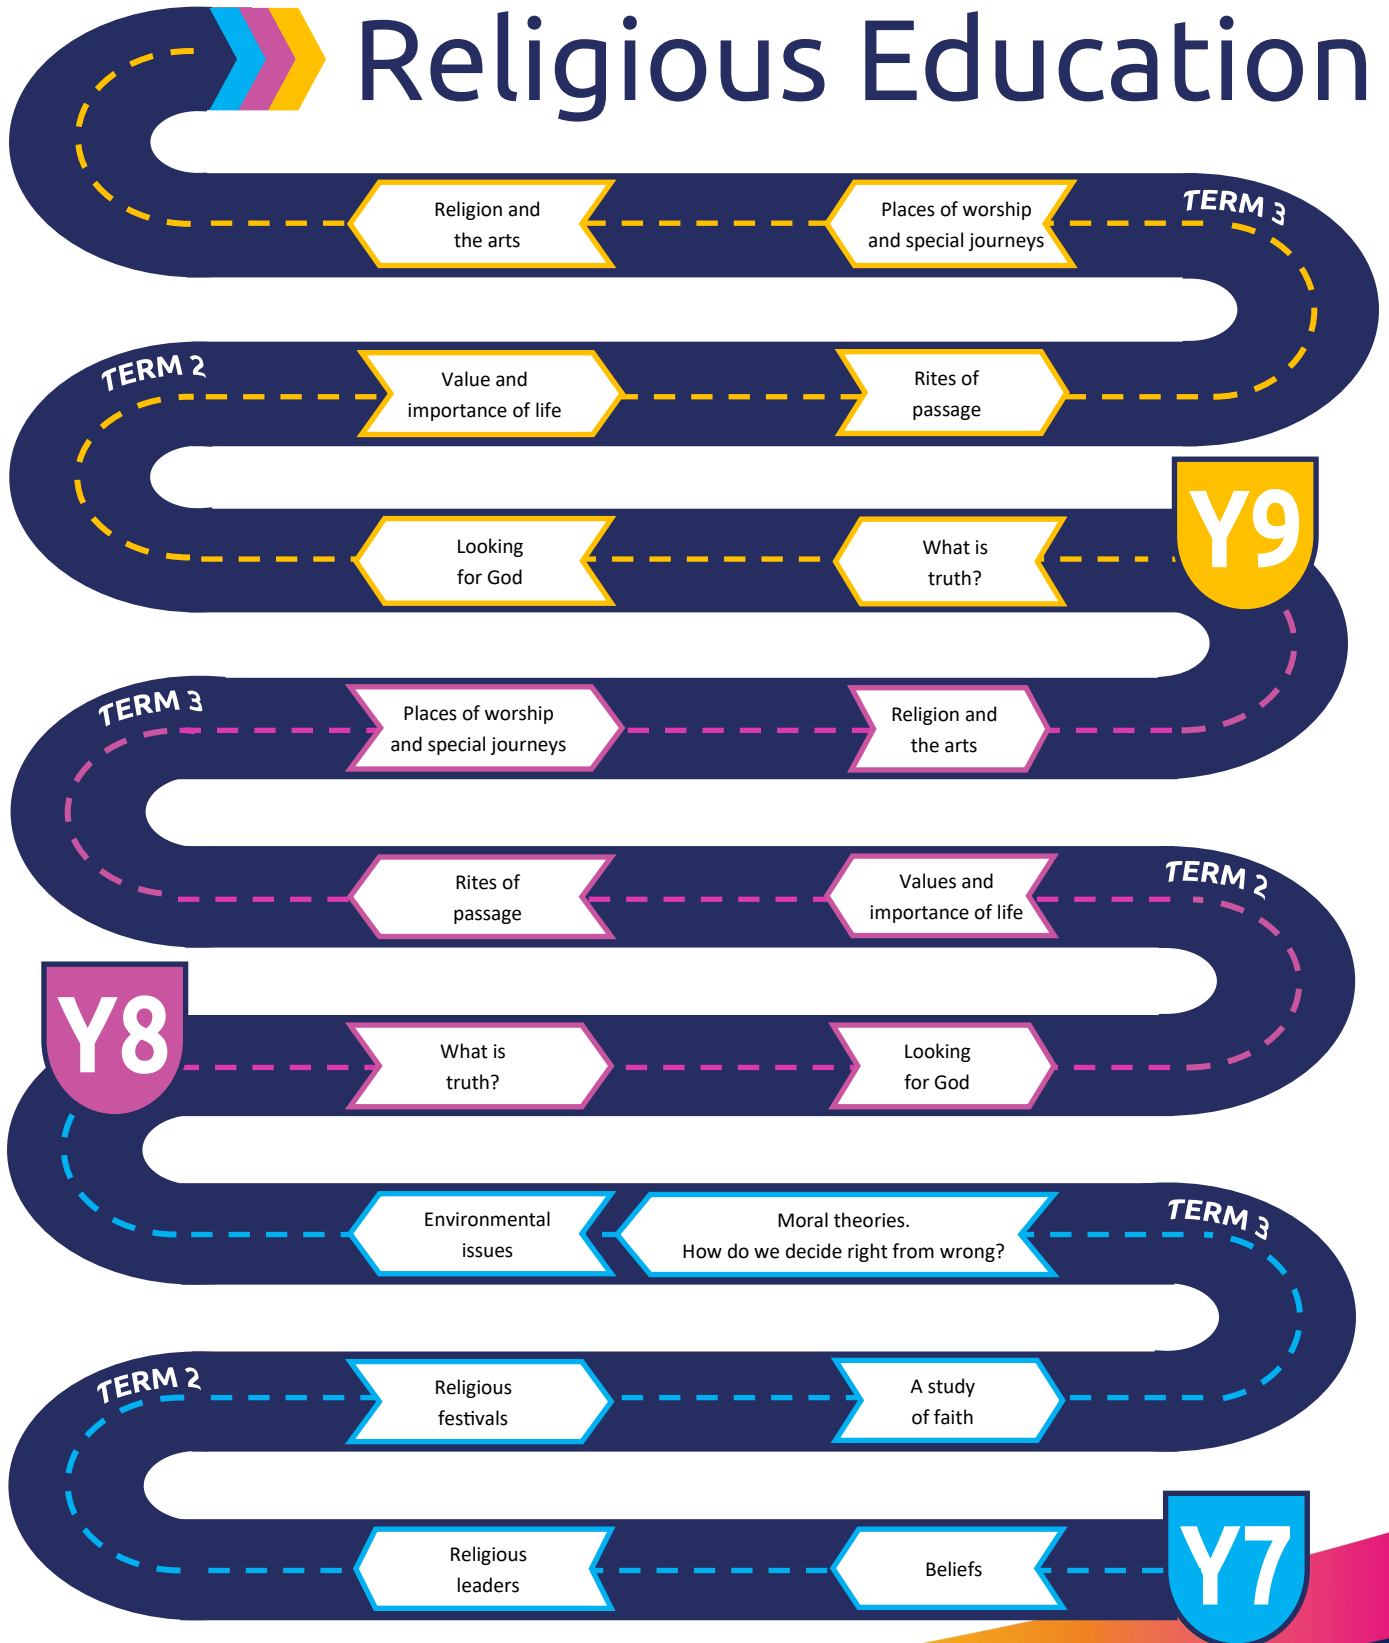 Religious Education
Religion and
the arts
Places of worship
and special journeys
TERM 3
TERM 2
Value and
importance of life
Rites of
passage
Y9
Looking
for God
What is
truth?
TERM 3
Places of worship
and special journeys
Religion and
the arts
Rites of
passage
Values and
importance of life
TERM 2
Y8
What is
truth?
Looking
for God
Environmental
issues
Moral theories.
How do we decide right from wrong?
TERM 3
TERM 2
Religious
festivals
A study
of faith
Religious
leaders
Beliefs
Y7